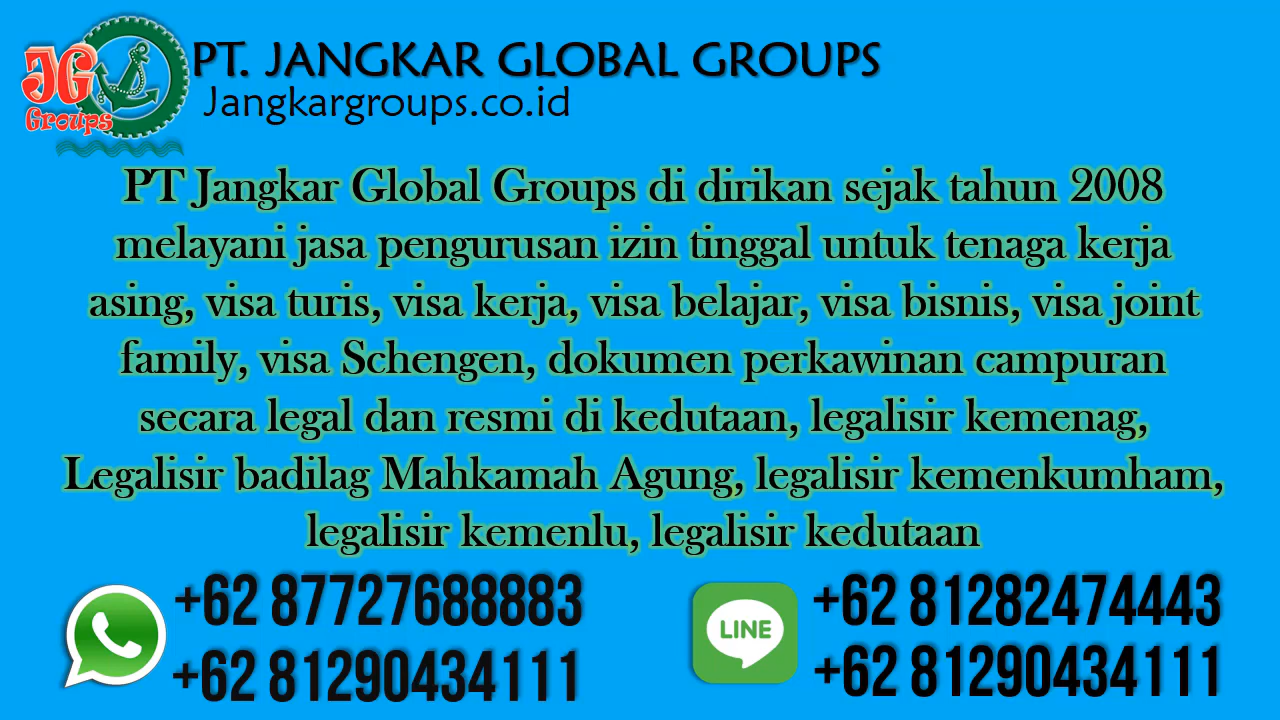 JG
Groups
PT. JANGKAR GLOBAL GROUPS
Jangkargroups.co.id
PT Jangkar Global Groups di dirikan sejak tahun 2008
melayani jasa pengurusan izin tinggal untuk tenaga kerja
asing, visa turis, visa kerja, visa belajar, visa bisnis, visa joint
family, visa Schengen, dokumen perkawinan campuran
secara legal dan resmi di kedutaan, legalisir kemenag,
Legalisir badilag Mahkamah Agung, legalisir kemenkumham,
legalisir kemenlu, legalisir kedutaan
+62 87727688883
+62 81290434111
LINE
+62 81282474443
+62 81290434111